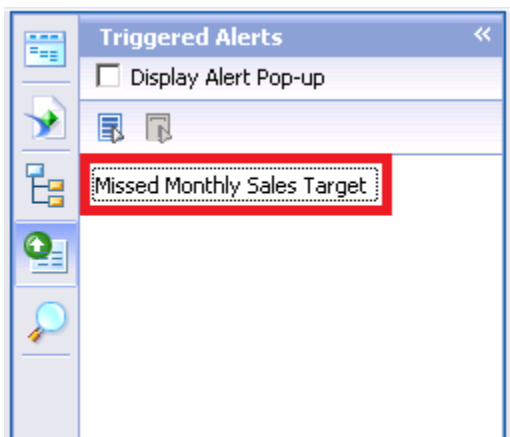 Triggered Alerts «
Display Alert Pop-up
Missed Monthly Sales Target